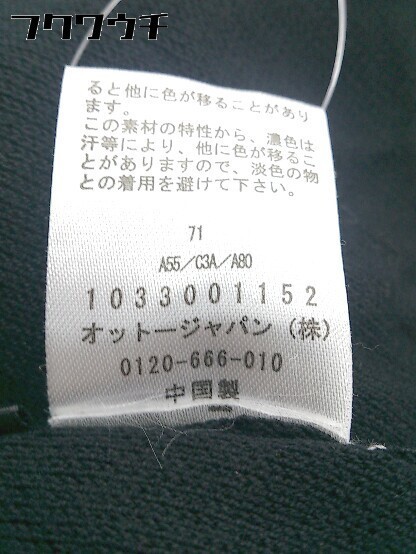 フクワウチ
ると他に色が移ることがあり
ます。
この素材の特性から、濃色は
汗等により、他に色が移るこ
とがありますので、淡色の物
との着用を避けて下さい。
71
A55/C3A/A80
1033001152
オットージャパン(株)
0120-666-010
中国製